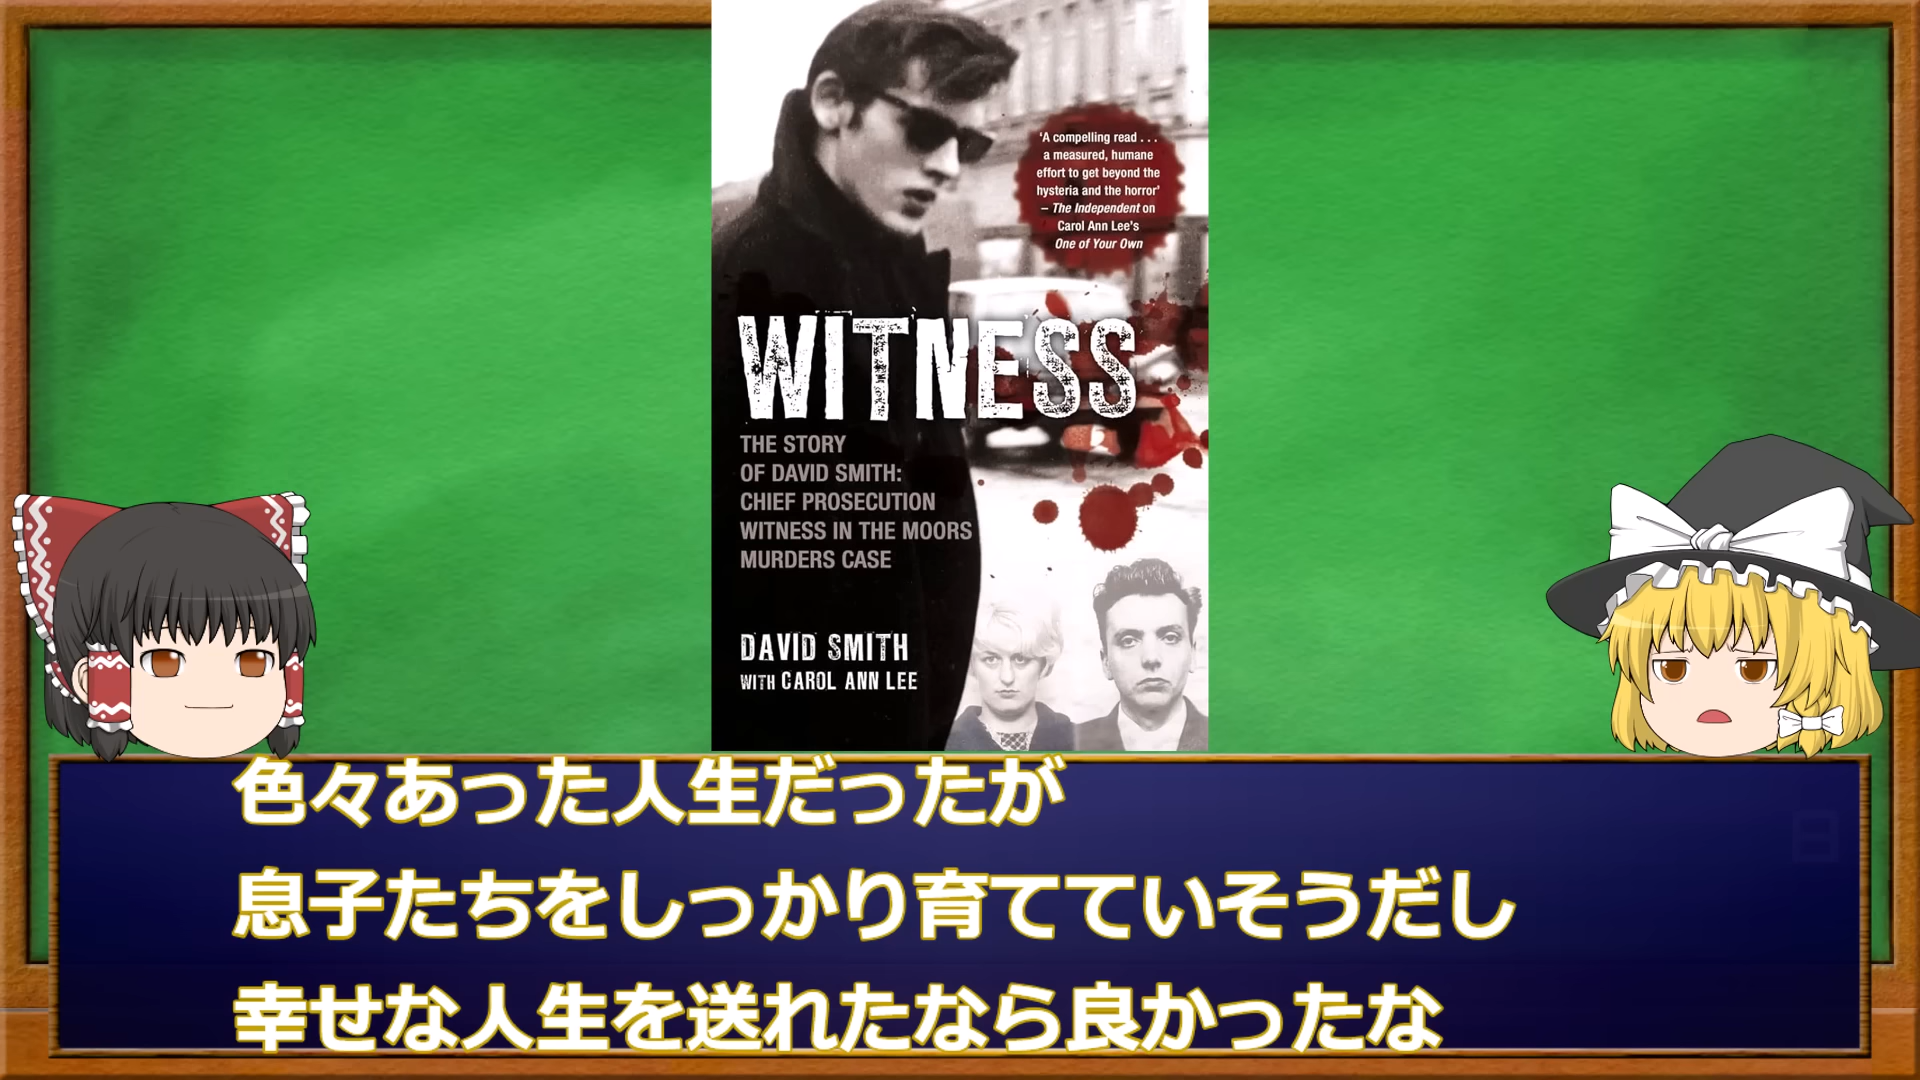 ‘A compelling read . . .
a measured, humane
effort to get beyond the
hysteria and the horror’
– The Independent on
Carol Ann Lee’s
One of Your Own
WITNESS
THE STORY
OF DAVID SMITH:
CHIEF PROSECUTION
WITNESS IN THE MOORS
MURDERS CASE
DAVID SMITH
WITH CAROL ANN LEE
色々あった人生だったが
息子たちをしっかり育てていそうだし
幸せな人生を送れたなら良かったな